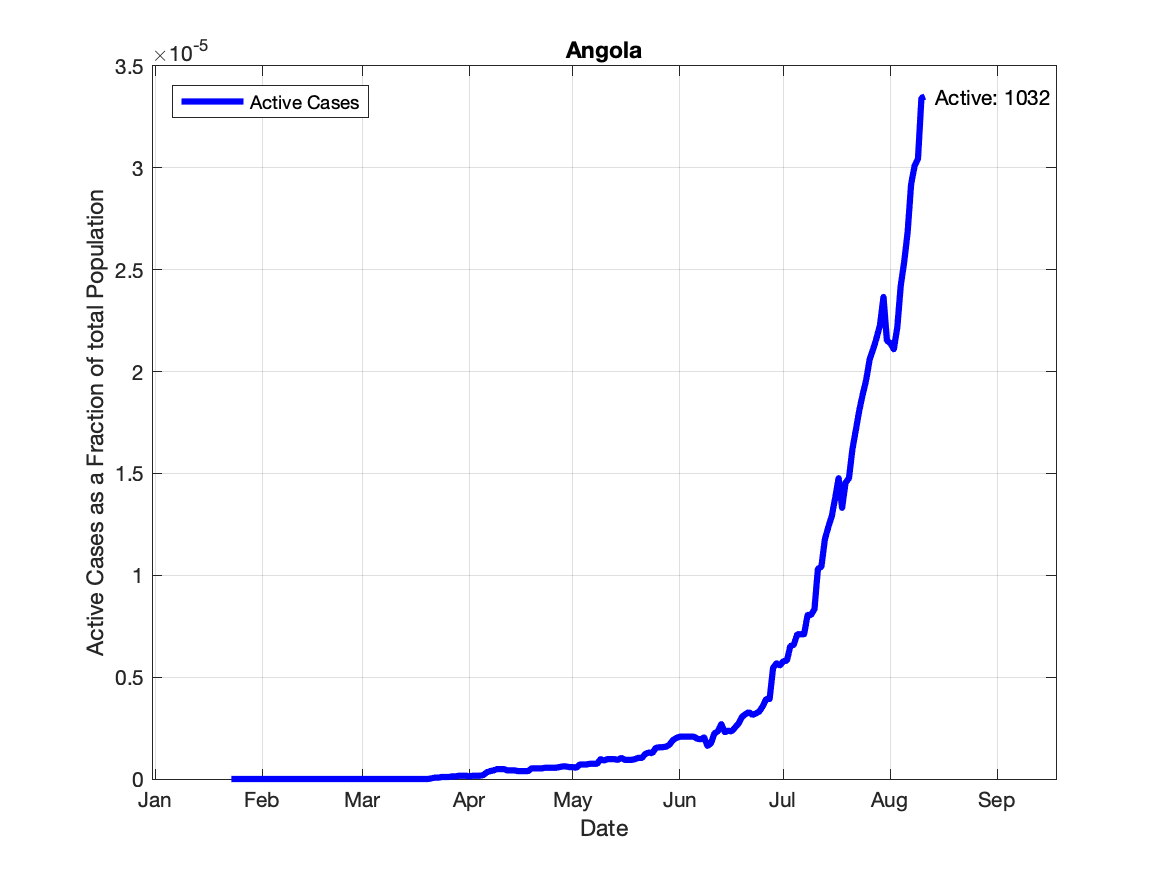 Angola
×10-5
3.5
3
2.5
2
1.5
1
0.5
0
Active Cases as a Fraction of total Population
Active Cases
Active: 1032
Jan Feb Mar Apr May Jun Jul Aug Sep
Date